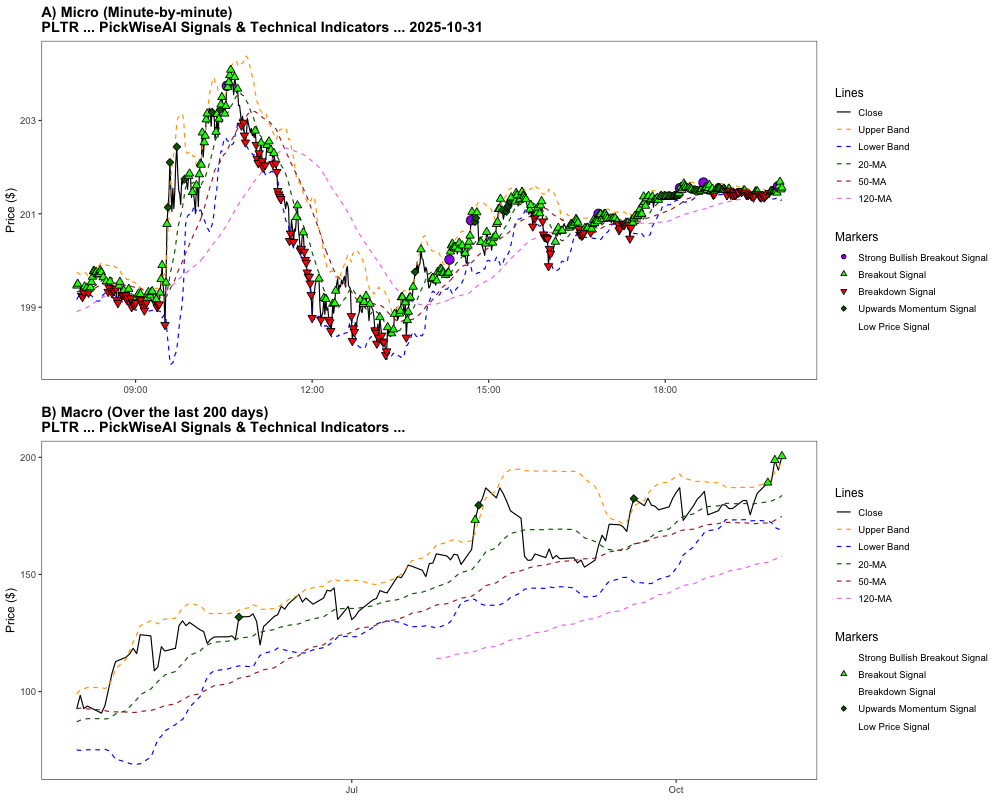 A) Micro (Minute-by-minute)
PLTR ... PickWiseAI Signals & Technical Indicators ... 2025-10-31
Price ($)
203
201
199
09:00
12:00
15:00
18:00
Lines
Close
Upper Band
Lower Band
20-MA
50-MA
120-MA
Markers
Strong Bullish Breakout Signal
Breakout Signal
Breakdown Signal
Upwards Momentum Signal
Low Price Signal
B) Macro (Over the last 200 days)
PLTR ... PickWiseAI Signals & Technical Indicators ...
Price ($)
200
150
100
Jul
Oct
Lines
Close
Upper Band
Lower Band
20-MA
50-MA
120-MA
Markers
Strong Bullish Breakout Signal
Breakout Signal
Breakdown Signal
Upwards Momentum Signal
Low Price Signal